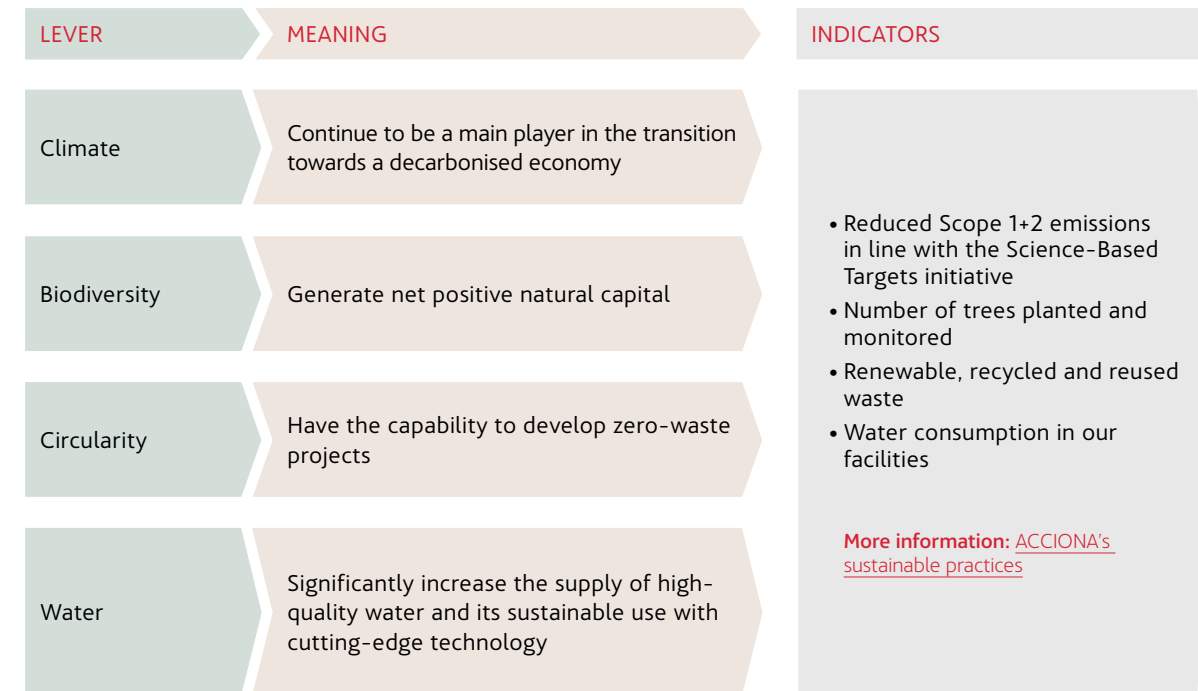 LEVER
MEANING
INDICATORS
Climate
Continue to be a main player in the transition
towards a decarbonised economy
Biodiversity
Generate net positive natural capital
Circularity
Have the capability to develop zero-waste
projects
Water
Significantly increase the supply of high-
quality water and its sustainable use with
cutting-edge technology
• Reduced Scope 1+2 emissions
in line with the Science-Based
Targets initiative
• Number of trees planted and
monitored
• Renewable, recycled and reused
waste
• Water consumption in our
facilities
More information: ACCIONA's
sustainable practices